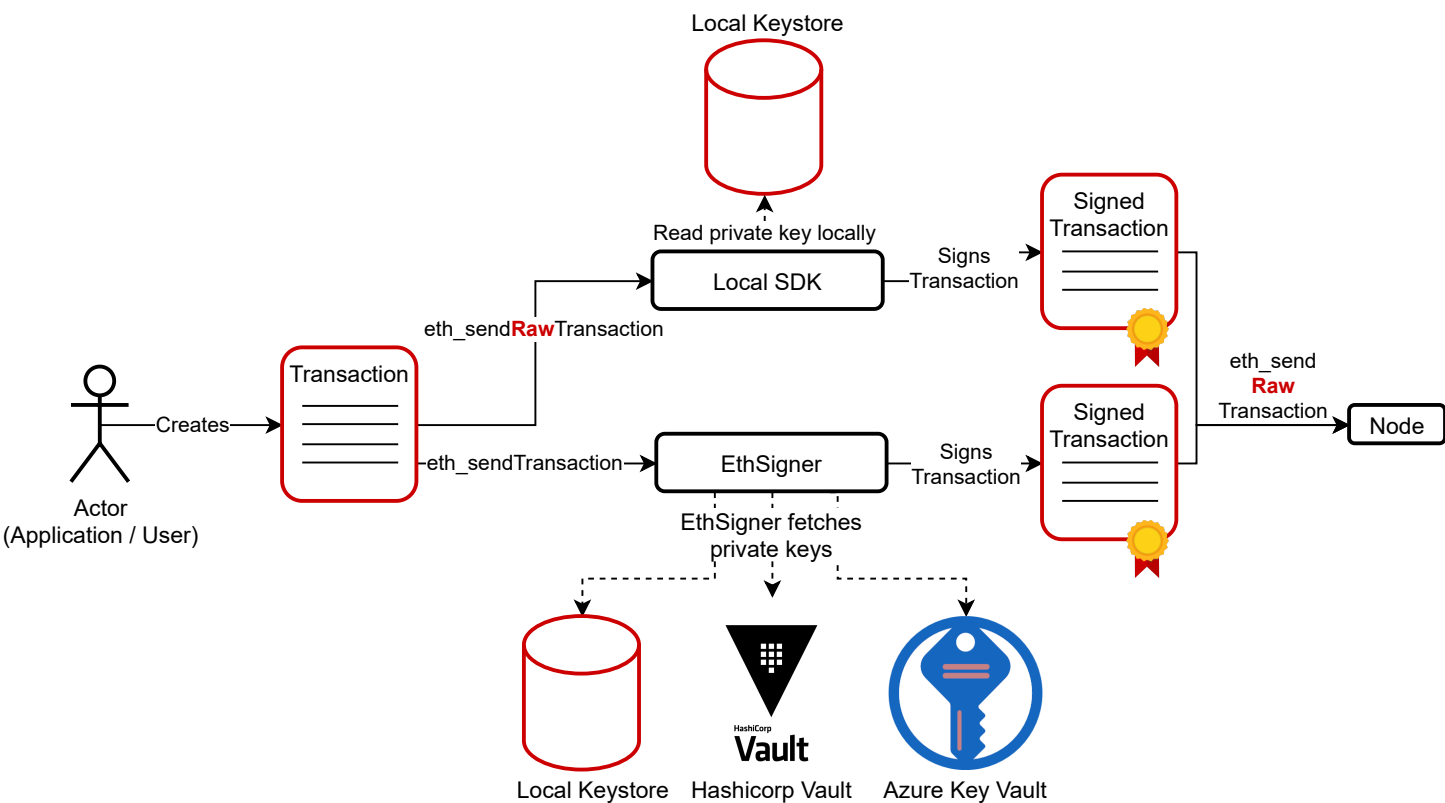 Local Keystore
Read private key locally
Local SDK
Signs
Transaction
Signed
Transaction
eth_sendRawTransaction
Transaction
Creates
Actor
(Application / User)
eth_sendTransaction
EthSigner
Signs
Transaction
Signed
Transaction
eth_send
Raw
Transaction
Node
EthSigner fetches
private keys
Local Keystore
HashiCorp
Vault
Hashicorp Vault
Azure Key Vault